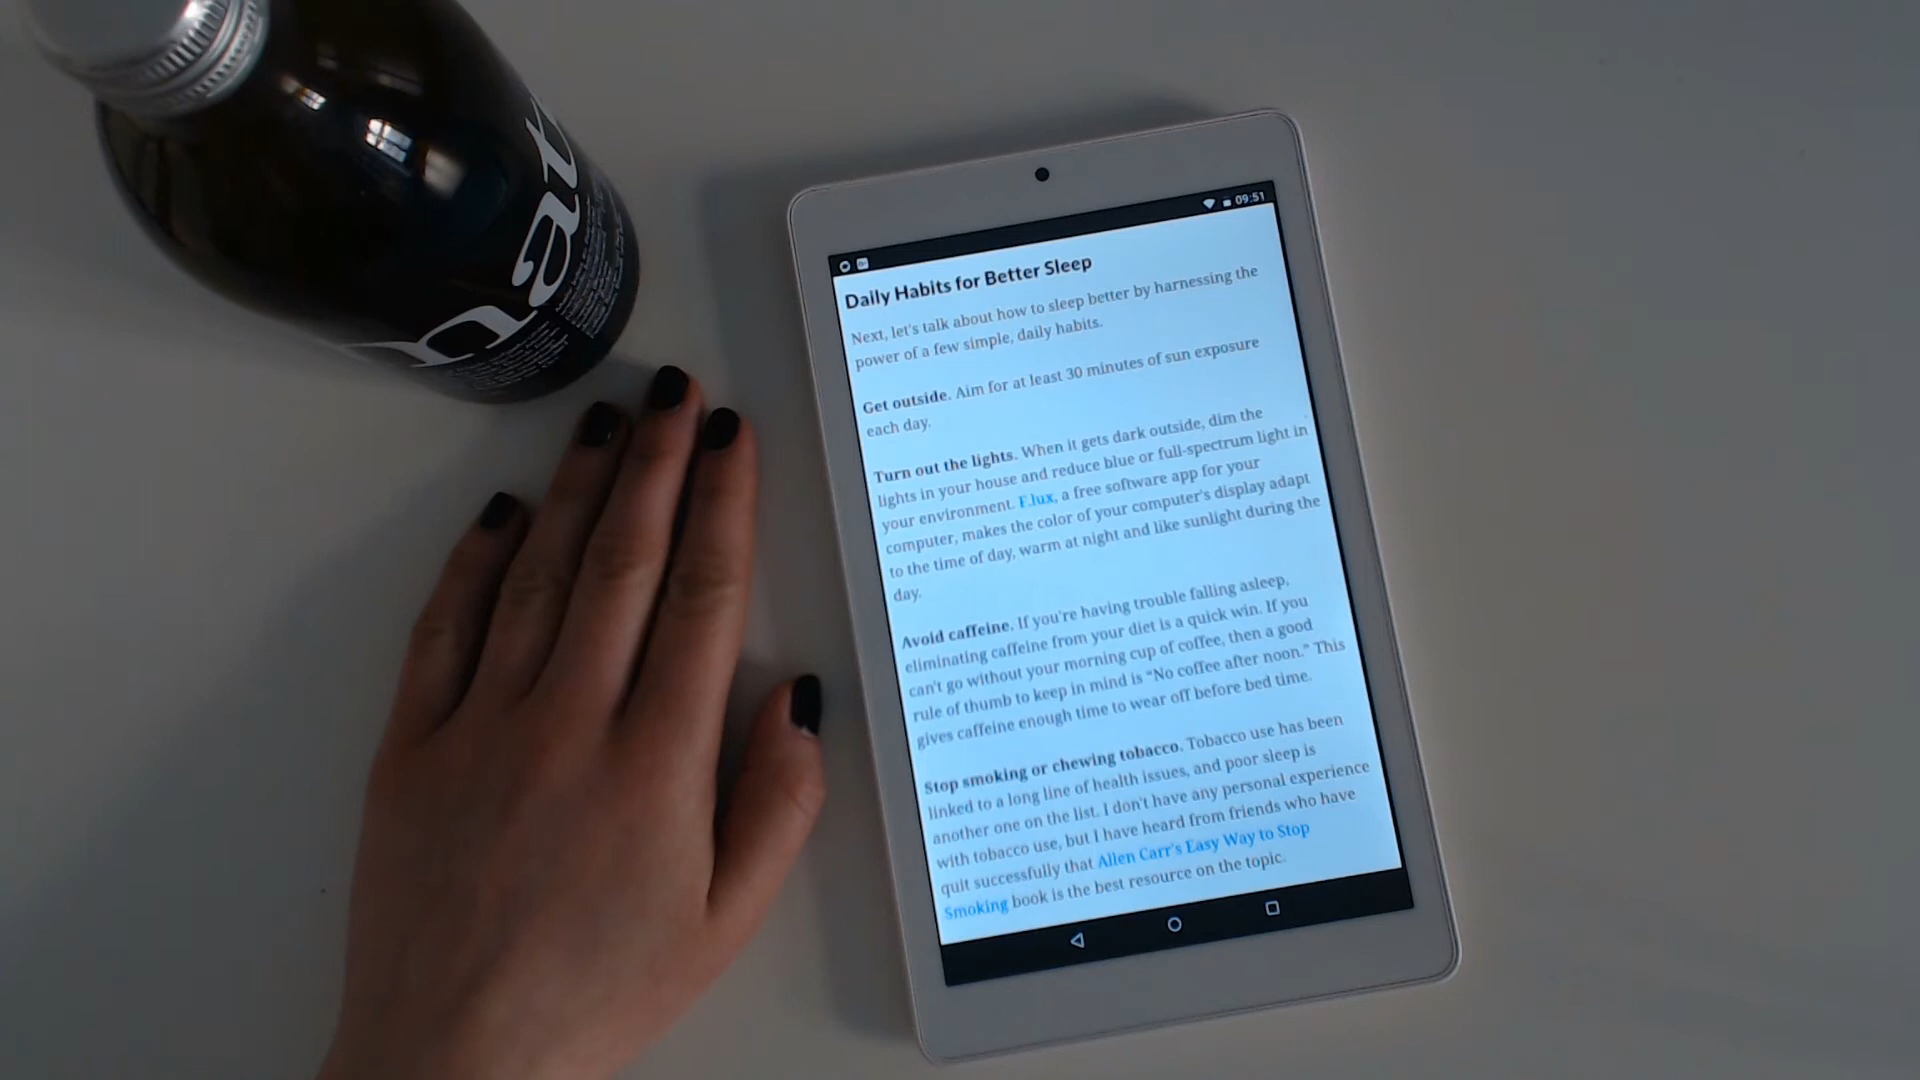 hat
09:51
Daily Habits for Better Sleep
Next, let's talk about how to sleep better by harnessing the
power of a few simple, daily habits.
Get outside. Aim for at least 30 minutes of sun exposure
each day.
Turn out the lights. When it gets dark outside, dim the
lights in your house and reduce blue or full-spectrum light in
your environment. F.lux, a free software app for your
computer, makes the color of your computer's display adapt
to the time of day, warm at night and like sunlight during the
day.
Avoid caffeine. If you're having trouble falling asleep,
eliminating caffeine from your diet is a quick win. If you
can't go without your morning cup of coffee, then a good
rule of thumb to keep in mind is “No coffee after noon.” This
gives caffeine enough time to wear off before bed time.
Stop smoking or chewing tobacco. Tobacco use has been
linked to a long line of health issues, and poor sleep is
another one on the list. I don't have any personal experience
with tobacco use, but I have heard from friends who have
quit successfully that Allen Carr's Easy Way to Stop
Smoking book is the best resource on the topic.